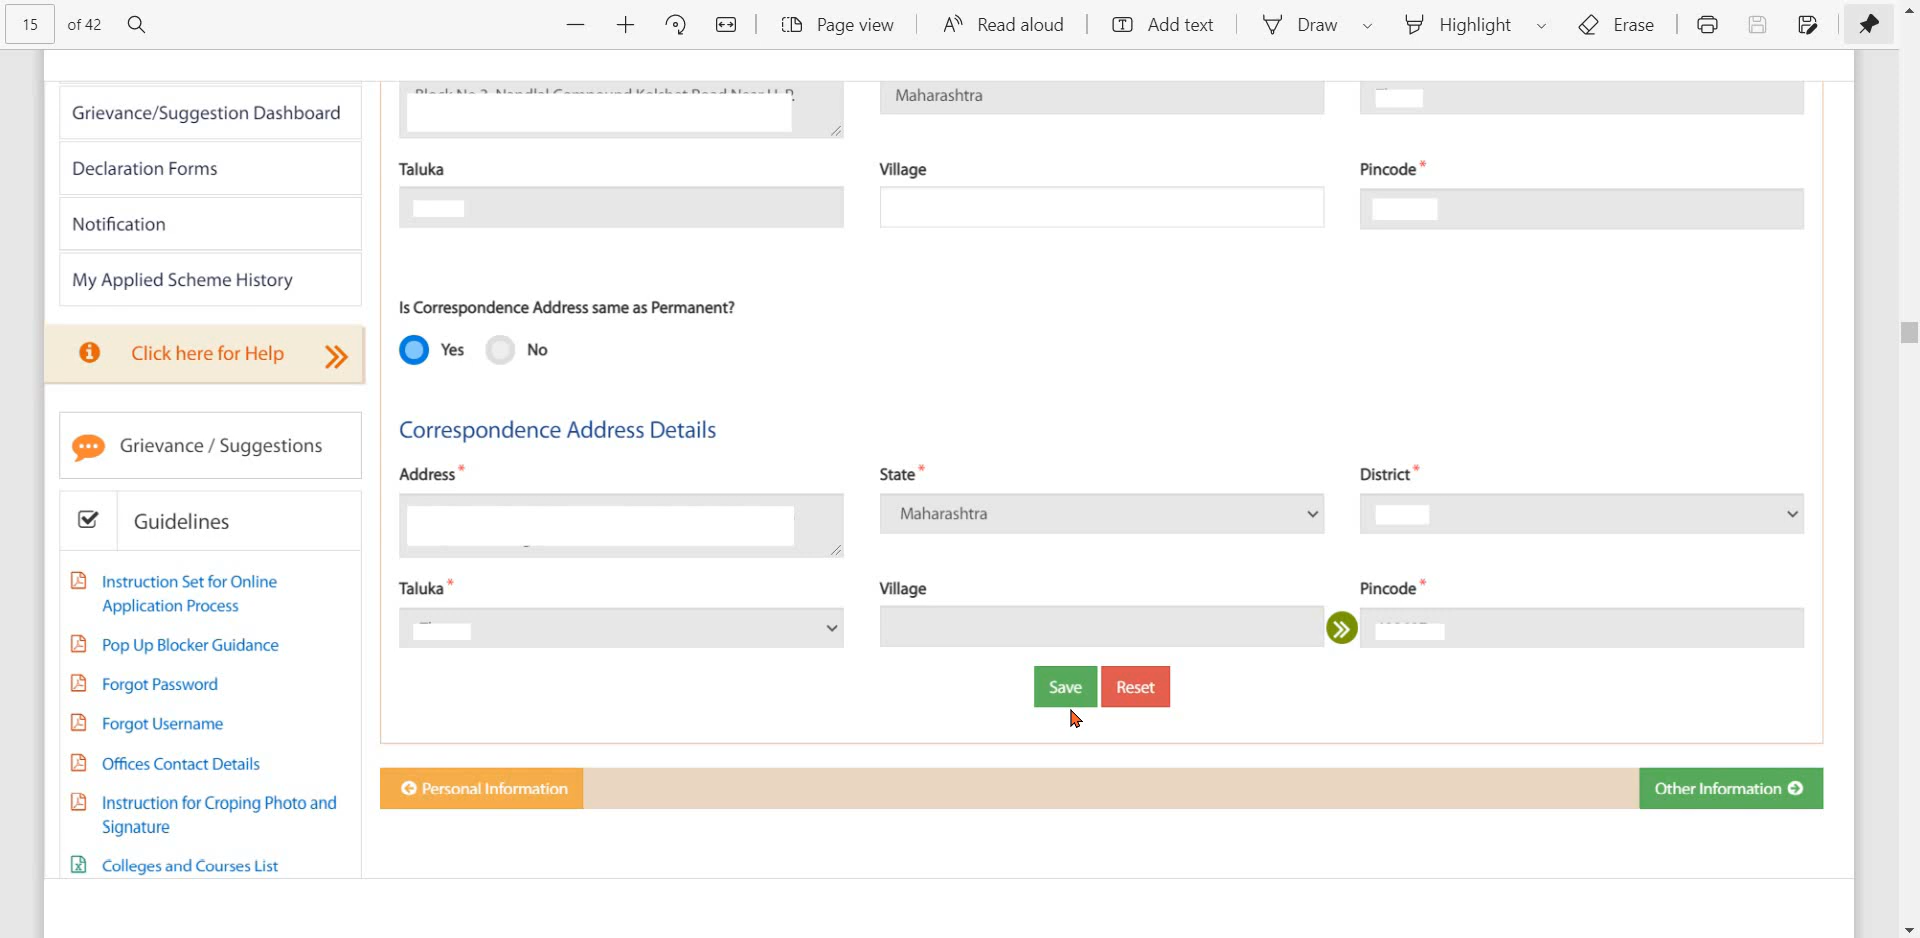 15 of 42 Page view Read aloud Add text Draw Highlight Erase
Grievance/Suggestion Dashboard
Declaration Forms
Notification
My Applied Scheme History
Click here for Help
Grievance / Suggestions
Guidelines
Instruction Set for Online
Application Process
Pop Up Blocker Guidance
Forgot Password
Forgot Username
Offices Contact Details
Instruction for Croping Photo and
Signature
Colleges and Courses List
Maharashtra
Taluka Village Pincode*
Is Correspondence Address same as Permanent?
Yes No
Correspondence Address Details
Address* State* District*
Maharashtra
Taluka* Village Pincode*
Save Reset
Personal Information Other Information